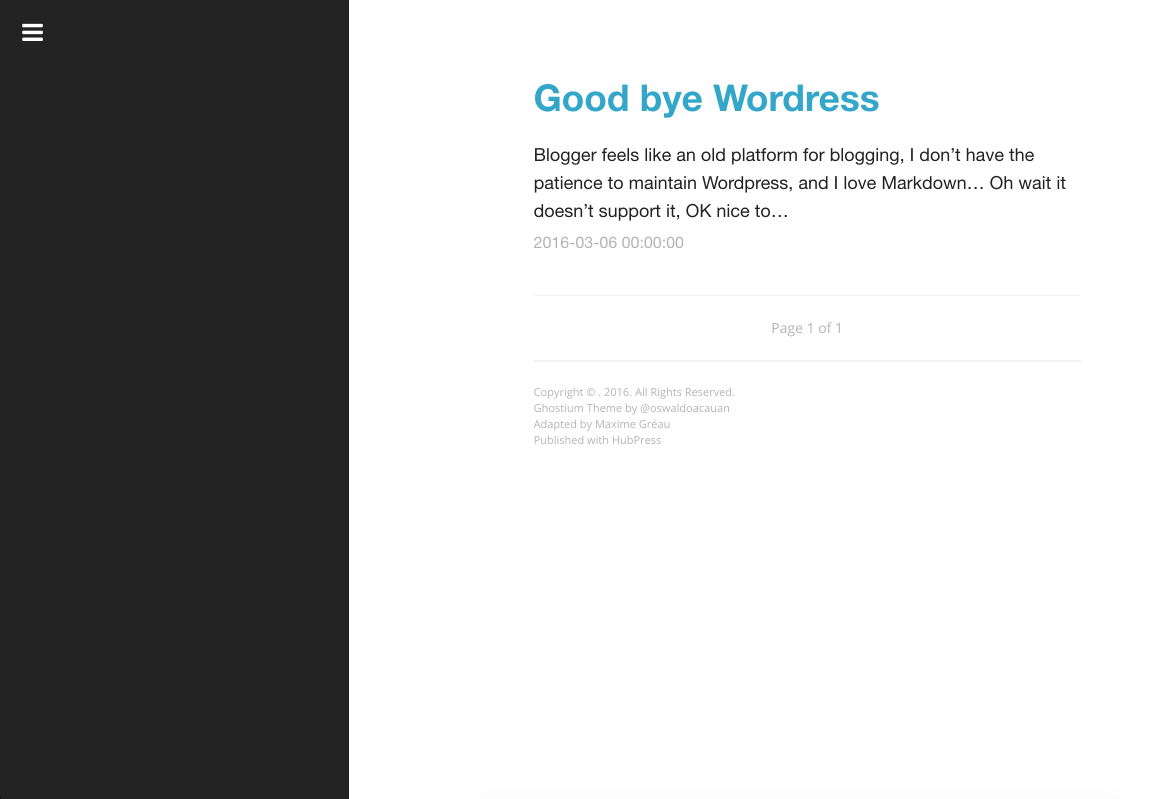 Good bye Wordress
Blogger feels like an old platform for blogging, I don’t have the
patience to maintain Wordpress, and I love Markdown… Oh wait it
doesn’t support it, OK nice to…
2016-03-06 00:00:00
Page 1 of 1
Copyright © . 2016. All Rights Reserved.
Ghostium Theme by @oswaldoacauan
Adapted by Maxime Gréau
Published with HubPress